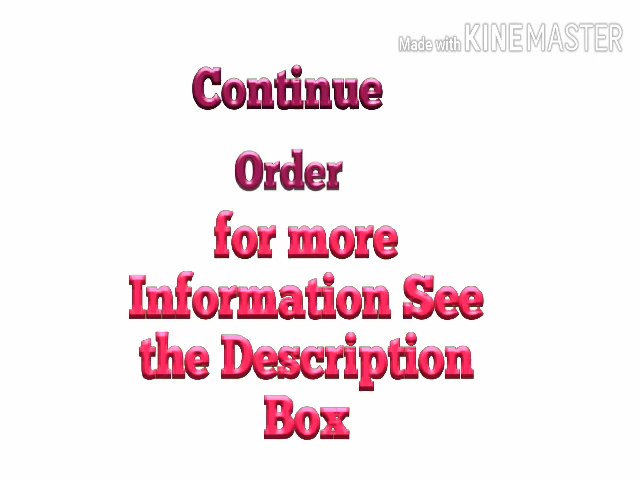 Made with KINEMASTER
Continue
Order
for more
Information See
the Description
Box